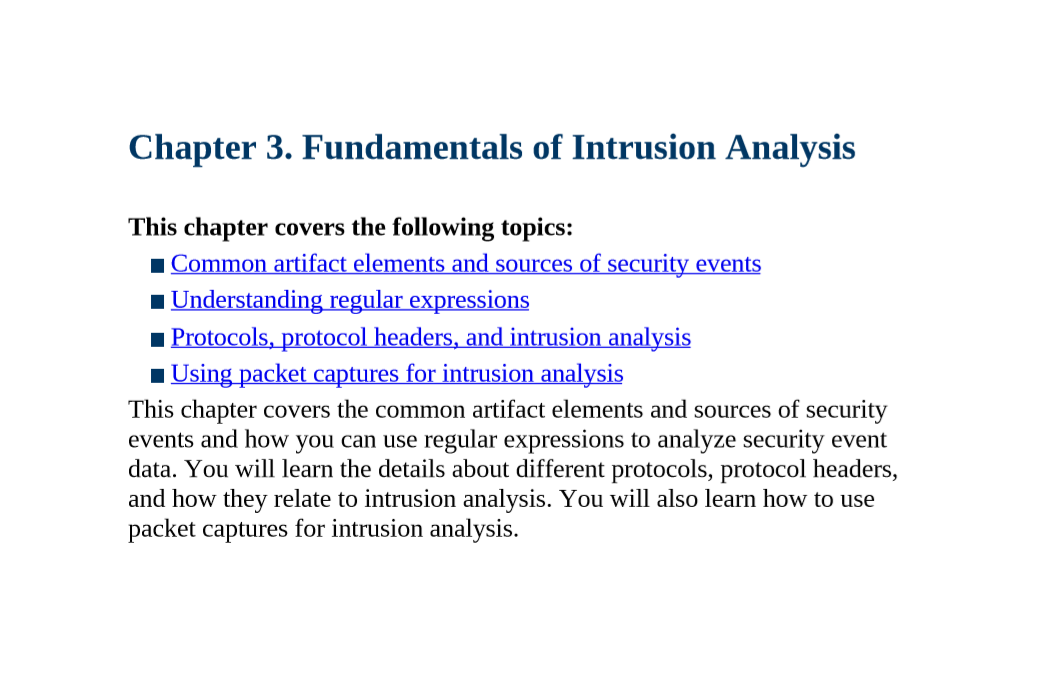 Chapter 3. Fundamentals of Intrusion Analysis
This chapter covers the following topics:
■ Common artifact elements and sources of security events
■ Understanding regular expressions
■ Protocols, protocol headers, and intrusion analysis
■ Using packet captures for intrusion analysis
This chapter covers the common artifact elements and sources of security
events and how you can use regular expressions to analyze security event
data. You will learn the details about different protocols, protocol headers,
and how they relate to intrusion analysis. You will also learn how to use
packet captures for intrusion analysis.